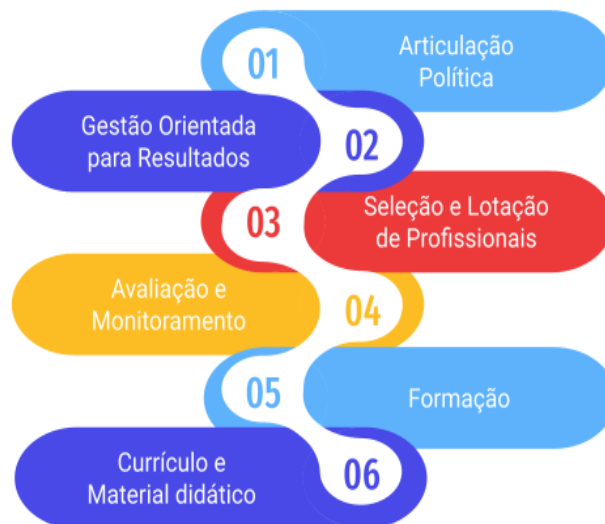 01
Articulação
Política
Gestão Orientada
para Resultados
02
03
Seleção e Lotação
de Profissionais
Avaliação e
Monitoramento
04
05
Formação
Currículo e
Material didático
06